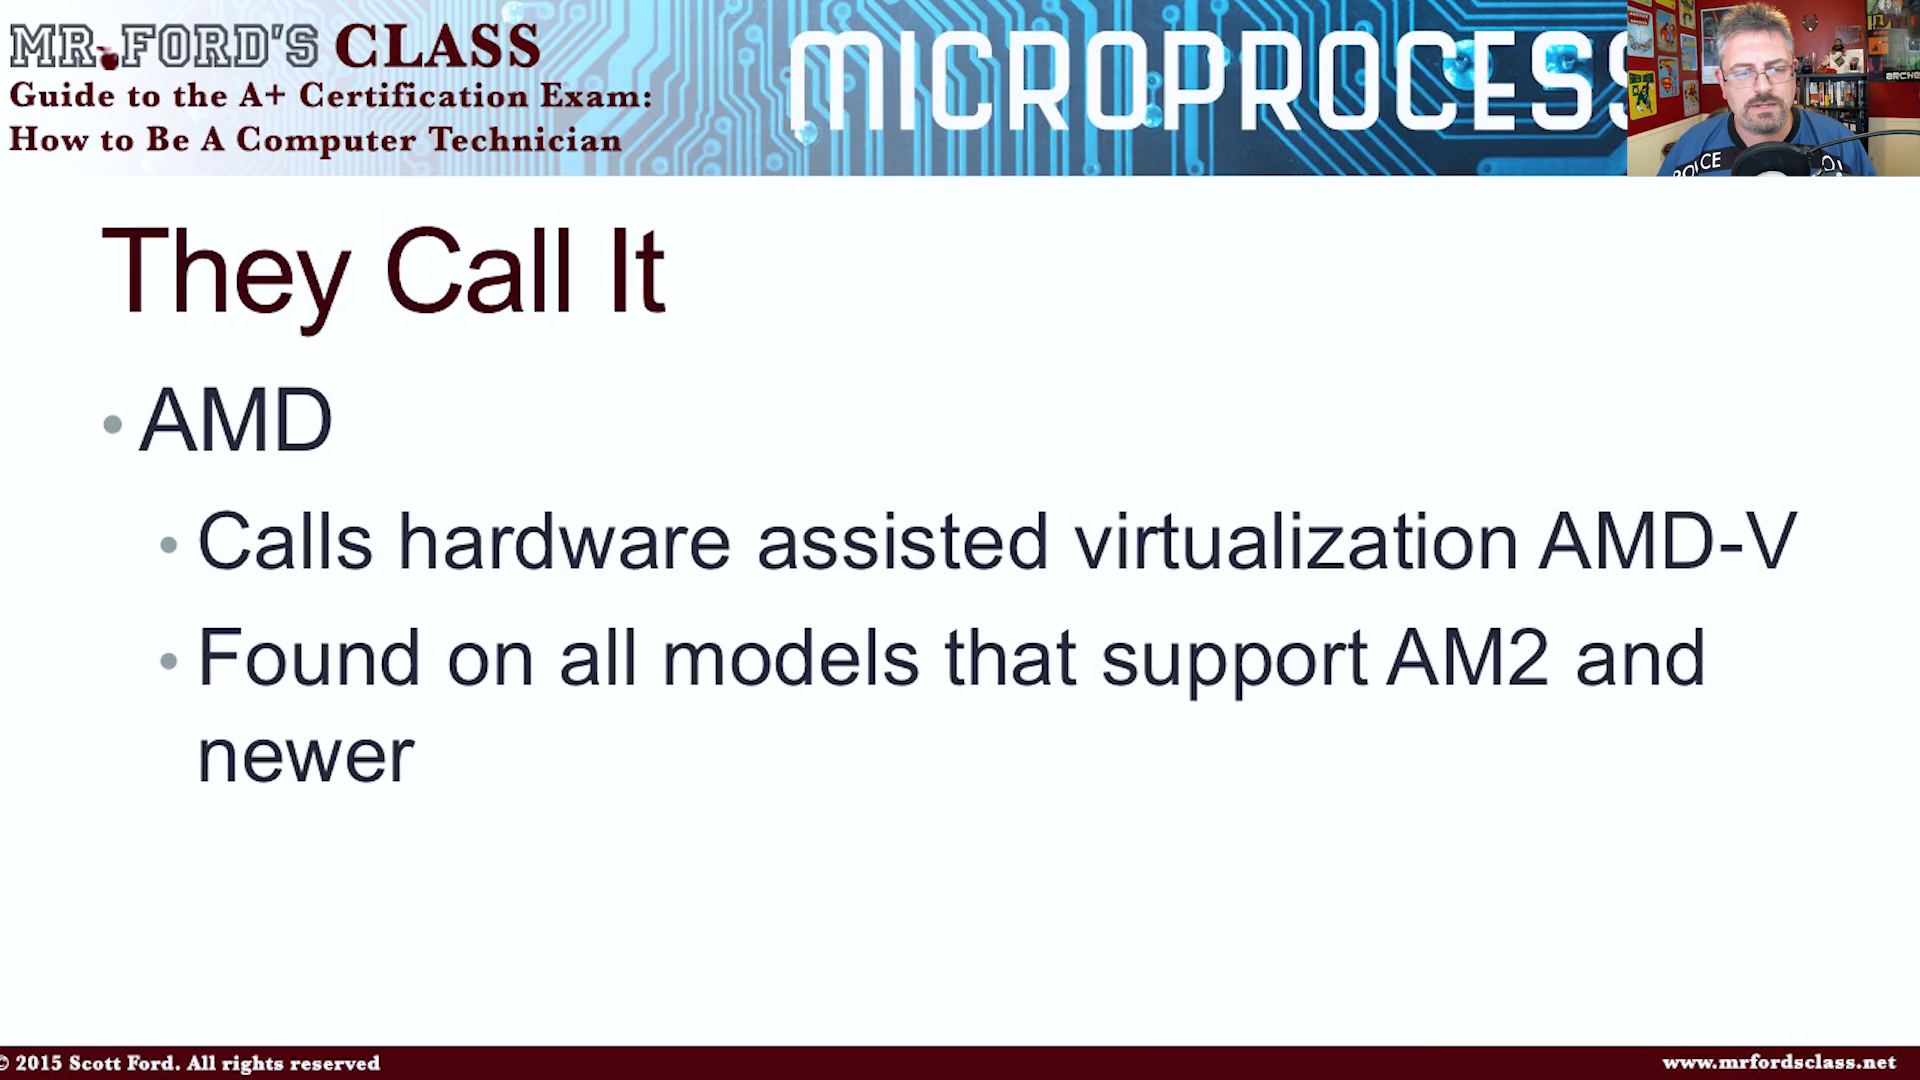 MR. FORD'S CLASS
Guide to the A+ Certification Exam:
How to Be A Computer Technician
MICROPROCESS
POLICE
ARCHE
They Call It
• AMD
• Calls hardware assisted virtualization AMD-V
• Found on all models that support AM2 and
newer
© 2015 Scott Ford. All rights reserved
www.mrfordsclass.net